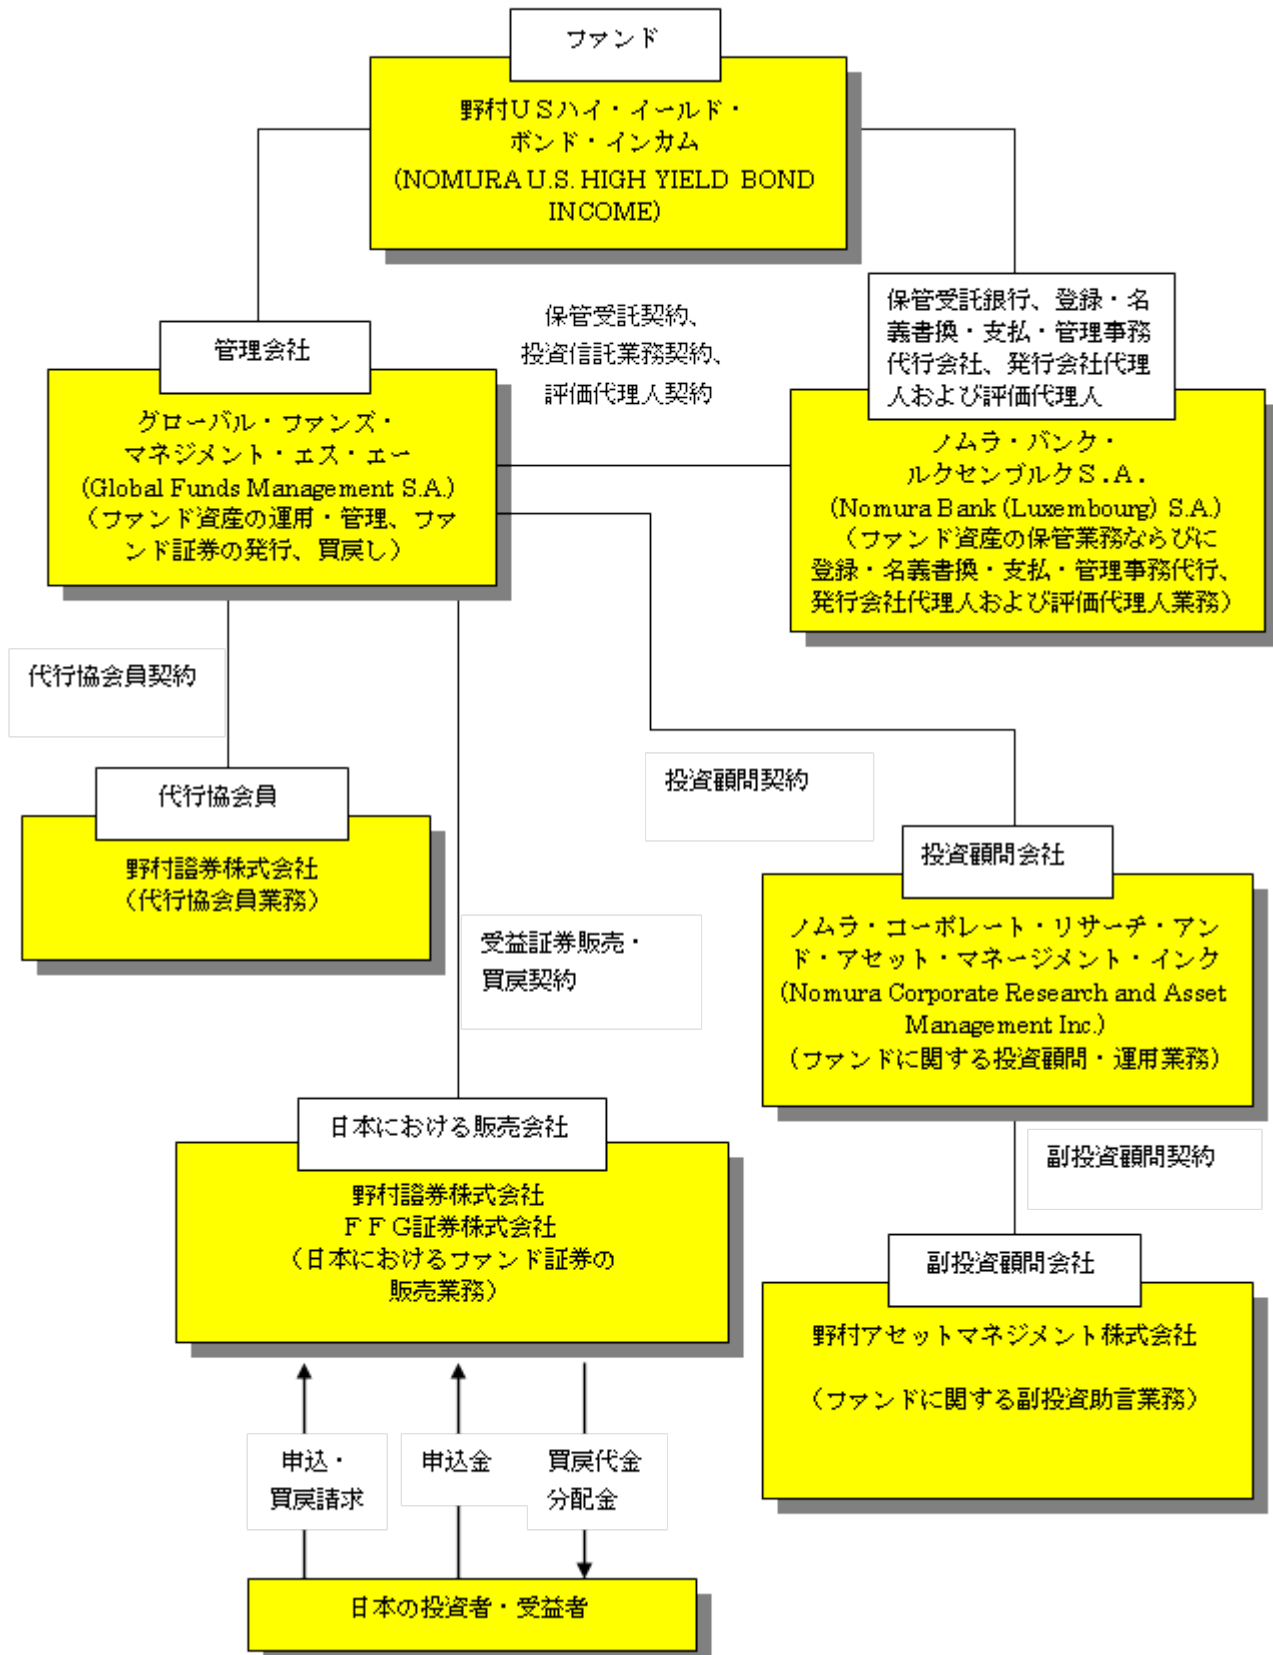 ファンド
野村ＵＳハイ・イールド・
ボンド・インカム
(NOMURA U.S. HIGH YIELD BOND
INCOME)
保管受託契約、
投資信託業務契約、
評価代理人契約
管理会社
グローバル・ファンズ・
マネジメント・エス・エー
(Global Funds Management S.A.)
（ファンド資産の運用・管理、ファ
ンド証券の発行、買戻し）
保管受託銀行、登録・名
義書換・支払・管理事務
代行会社、発行会社代理
人および評価代理人
ノムラ・バンク・
ルクセンブルクＳ.Ａ.
(Nomura Bank (Luxembourg) S.A.)
（ファンド資産の保管業務ならびに
登録・名義書換・支払・管理事務代行、
発行会社代理人および評価代理人業務）
代行協会員契約
代行協会員
野村證券株式会社
（代行協会員業務）
投資顧問契約
投資顧問会社
ノムラ・コーポレート・リサーチ・アン
ド・アセット・マネージメント・インク
(Nomura Corporate Research and Asset
Management Inc.)
（ファンドに関する投資顧問・運用業務）
受益証券販売・
買戻契約
日本における販売会社
野村證券株式会社
ＦＦＧ証券株式会社
（日本におけるファンド証券の
販売業務）
副投資顧問契約
副投資顧問会社
野村アセットマネジメント株式会社
（ファンドに関する副投資助言業務）
申込・
買戻請求
申込金
買戻代金
分配金
日本の投資者・受益者